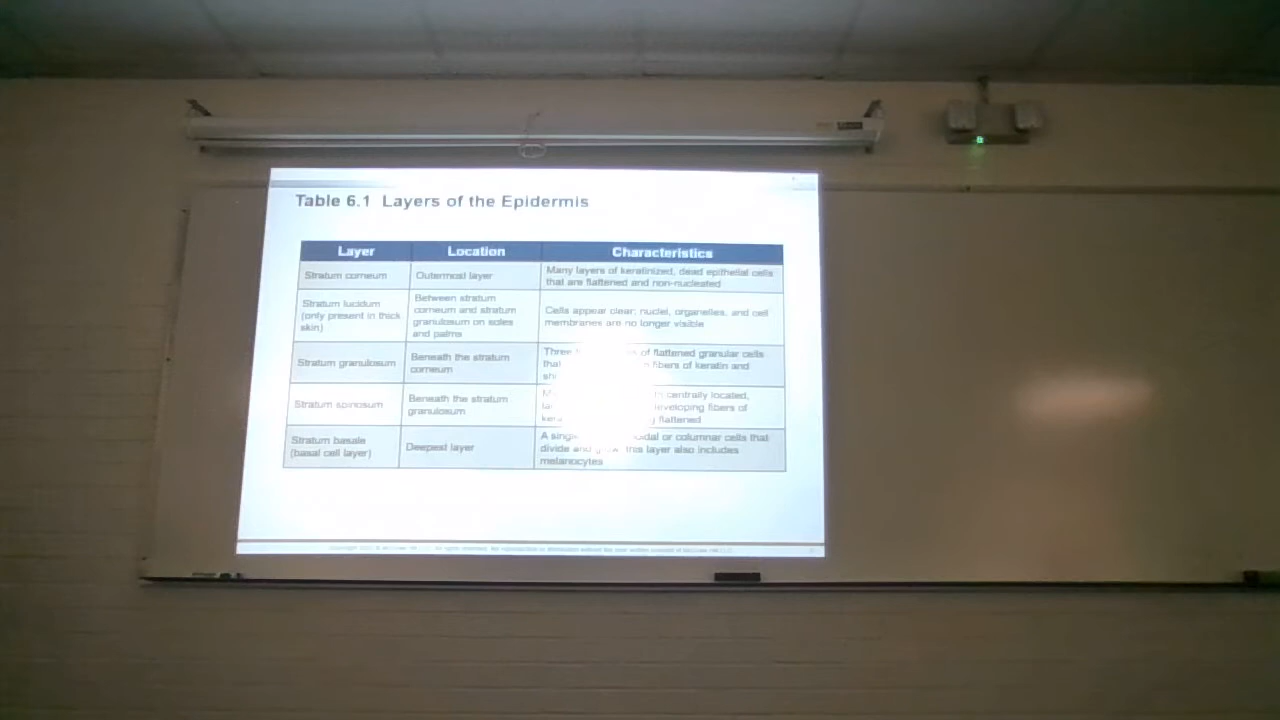 Table 6.1 Layers of the Epidermis
Layer Location Characteristics
Stratum corneum
Outermost layer
Many layers of keratinized, dead epithelial cells
that are flattened and non-nucleated
Stratum lucidum
(only present in thick
skin)
Between stratum
corneum and stratum
granulosum on soles
and palms
Cells appear clear; nuclei, organelles, and cell
membranes are no longer visible
Stratum granulosum
Beneath the stratum
corneum
Three of flattened granular cells
that fibers of keratin and
Stratum spinosum
Beneath the stratum
granulosum
centrally located,
developing fibers of
flattened
Stratum basale
(basal cell layer)
Deepest layer
A single or columnar cells that
divide and this layer also includes
melanocytes